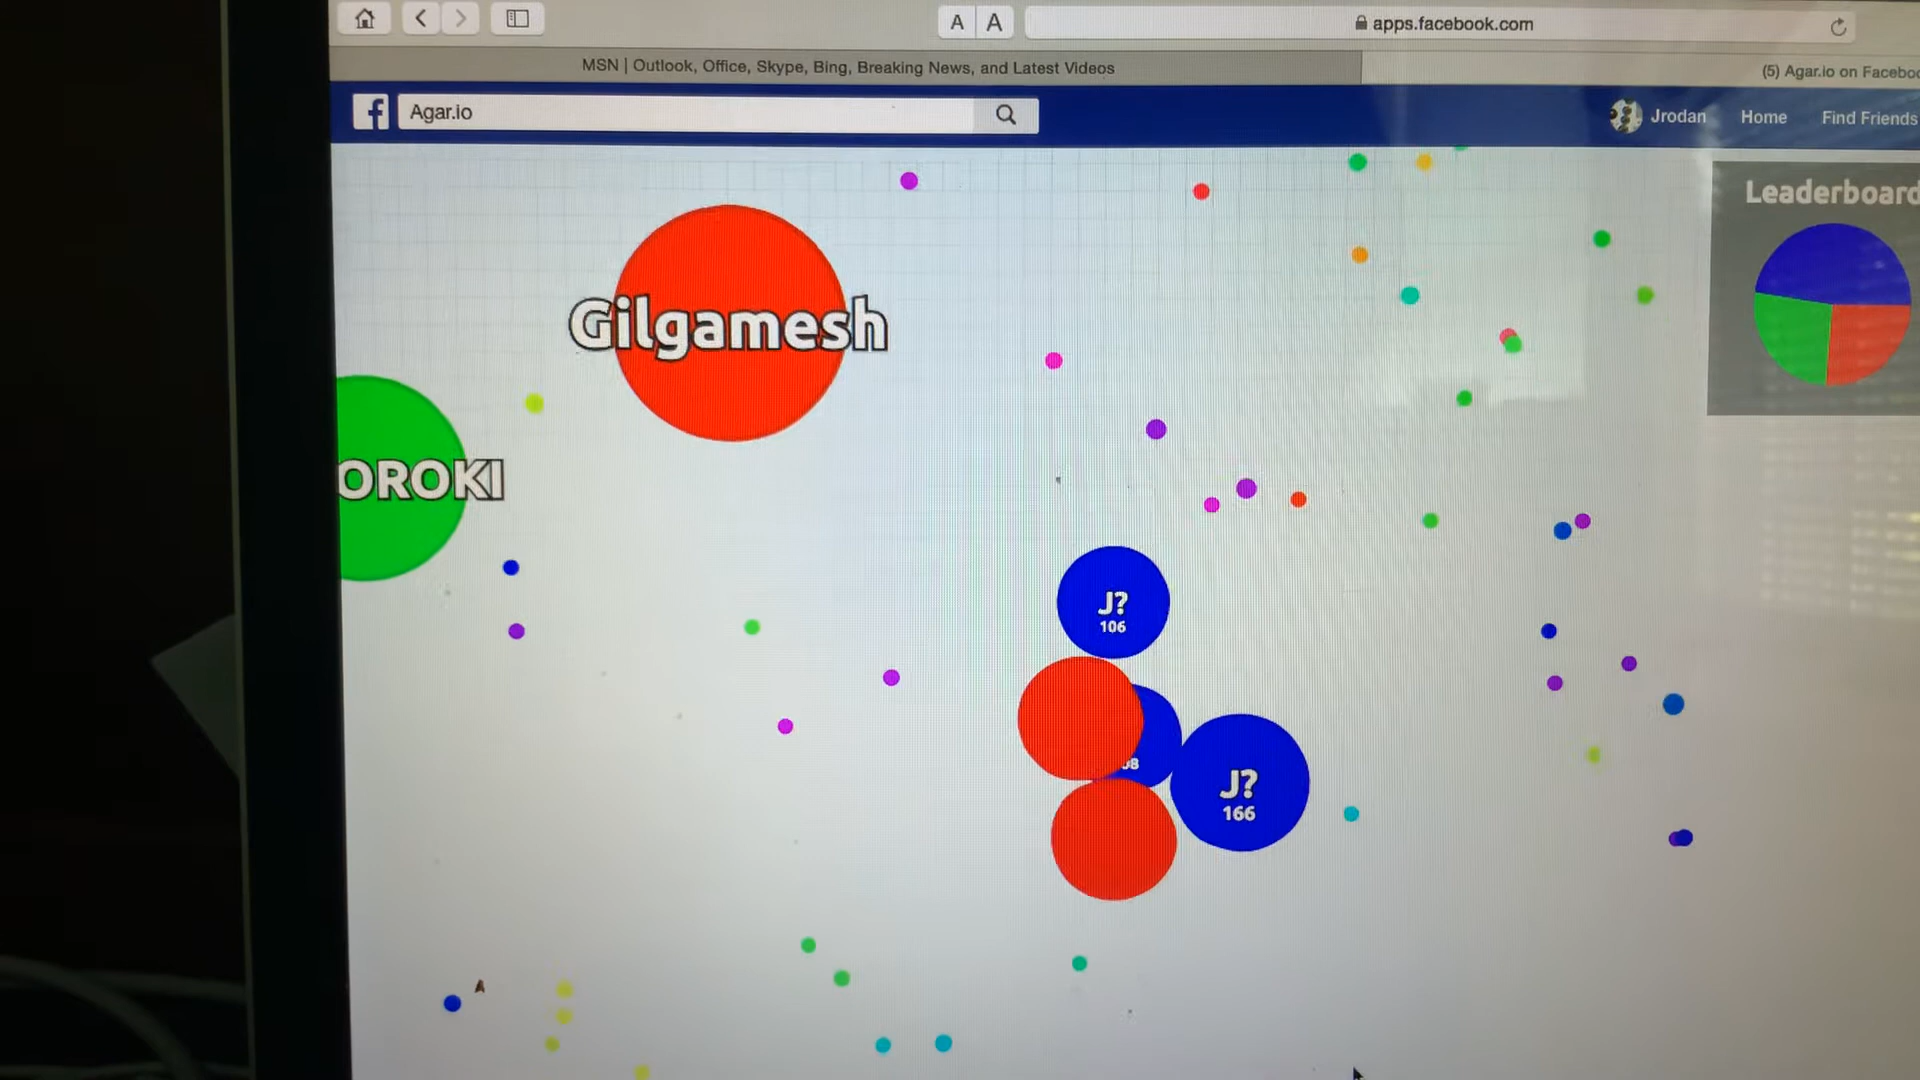 A A
apps.facebook.com
MSN | Outlook, Office, Skype, Bing, Breaking News, and Latest Videos
(5) Agar.io on Faceboo
f
Agar.io
Jrodan
Home
Find Friends
Leaderboard
Gilgamesh
OROKI
J?
106
J?
166